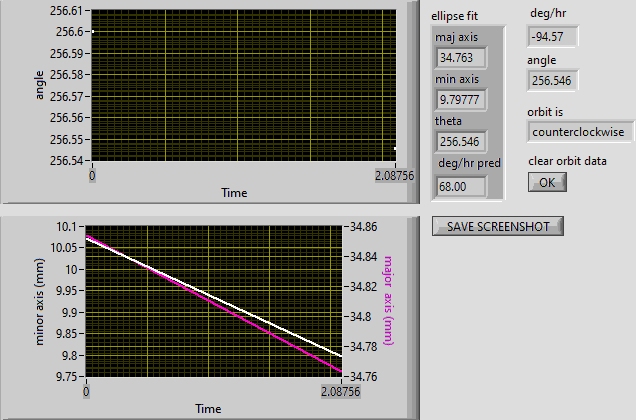 256.61
256.6
256.59
256.58
256.57
256.56
256.55
256.54
angle
0
2.08756
Time
ellipse fit
maj axis
34.763
min axis
9.79777
theta
256.546
deg/hr pred
68.00
deg/hr
-94.57
angle
256.546
orbit is
counterclockwise
clear orbit data
OK
SAVE SCREENSHOT
10.1
10.05
10
9.95
9.9
9.85
9.8
9.75
minor axis (mm)
34.86
34.84
34.82
34.8
34.78
34.76
major axis (mm)
0
2.08756
Time